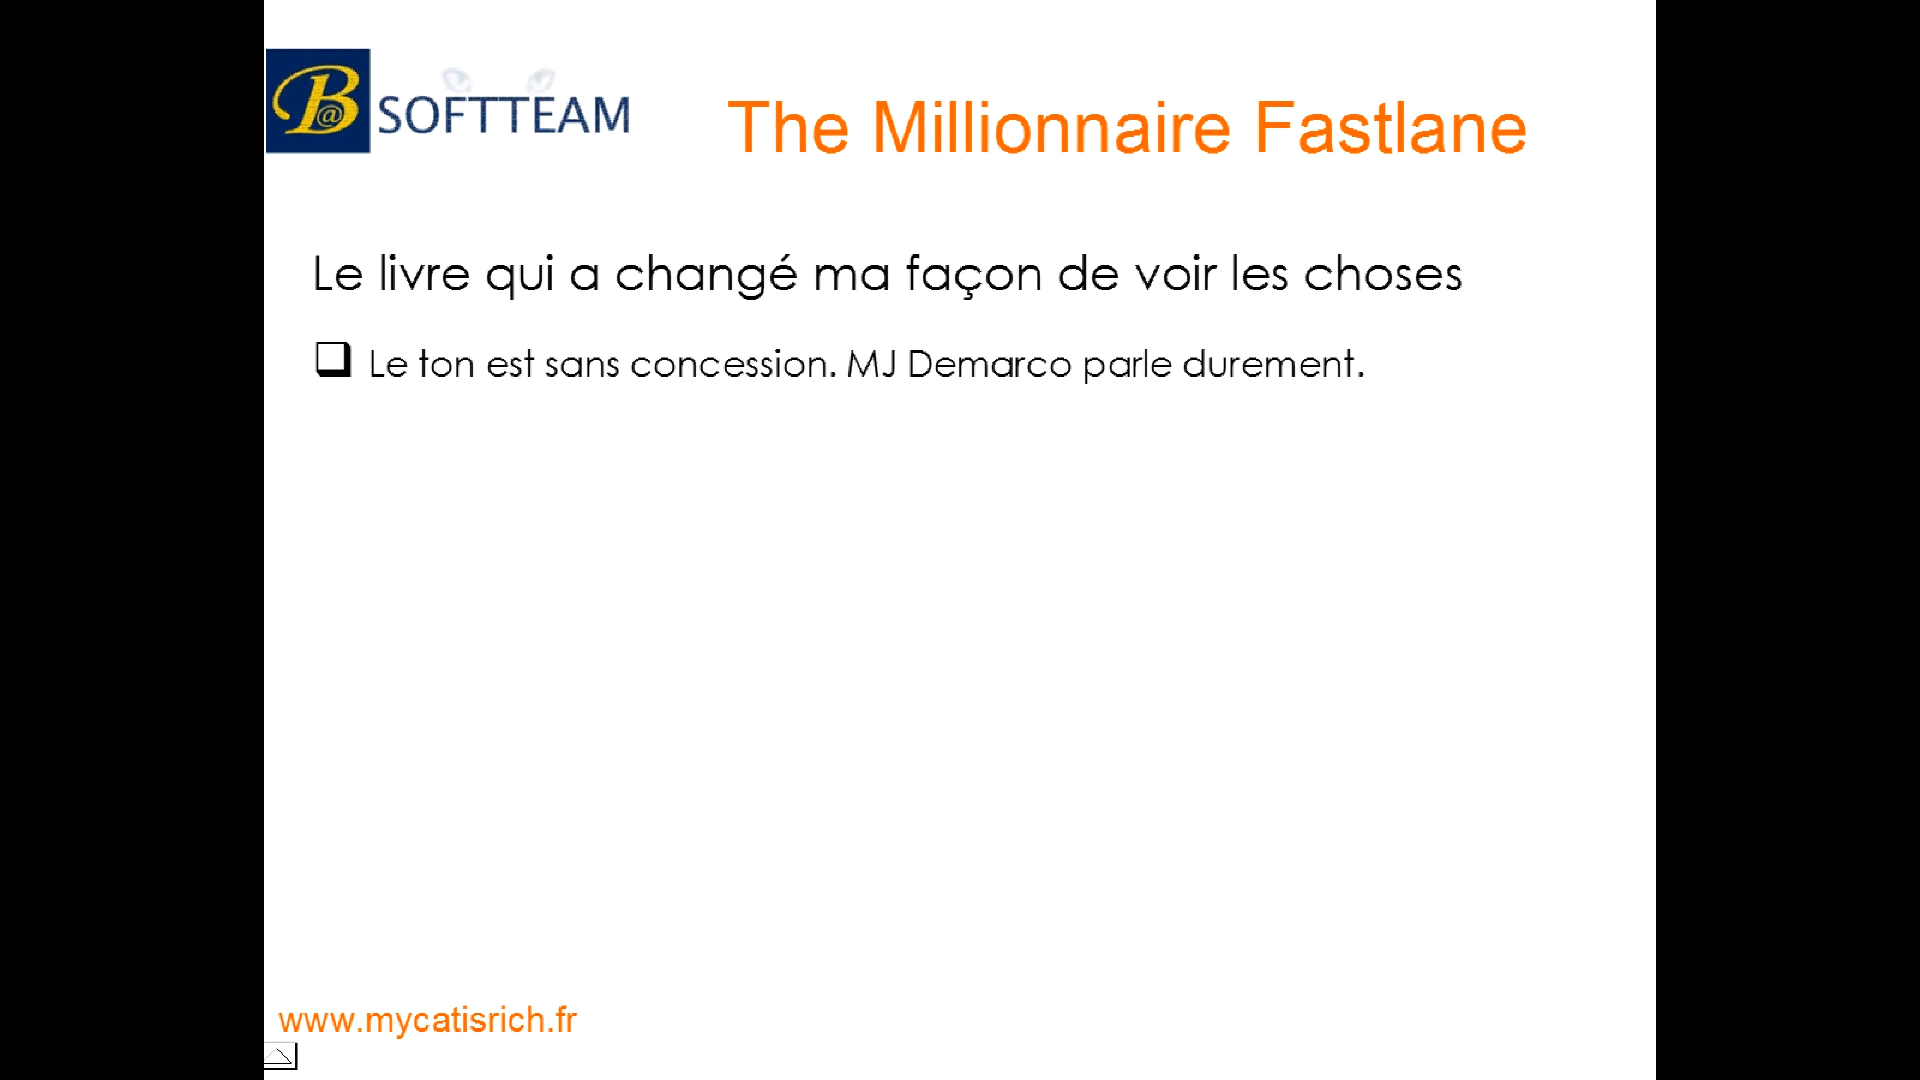 B@ SOFTTEAM
The Millionnaire Fastlane
Le livre qui a changé ma façon de voir les choses
Le ton est sans concession. MJ Demarco parle durement.
www.mycatisrich.fr